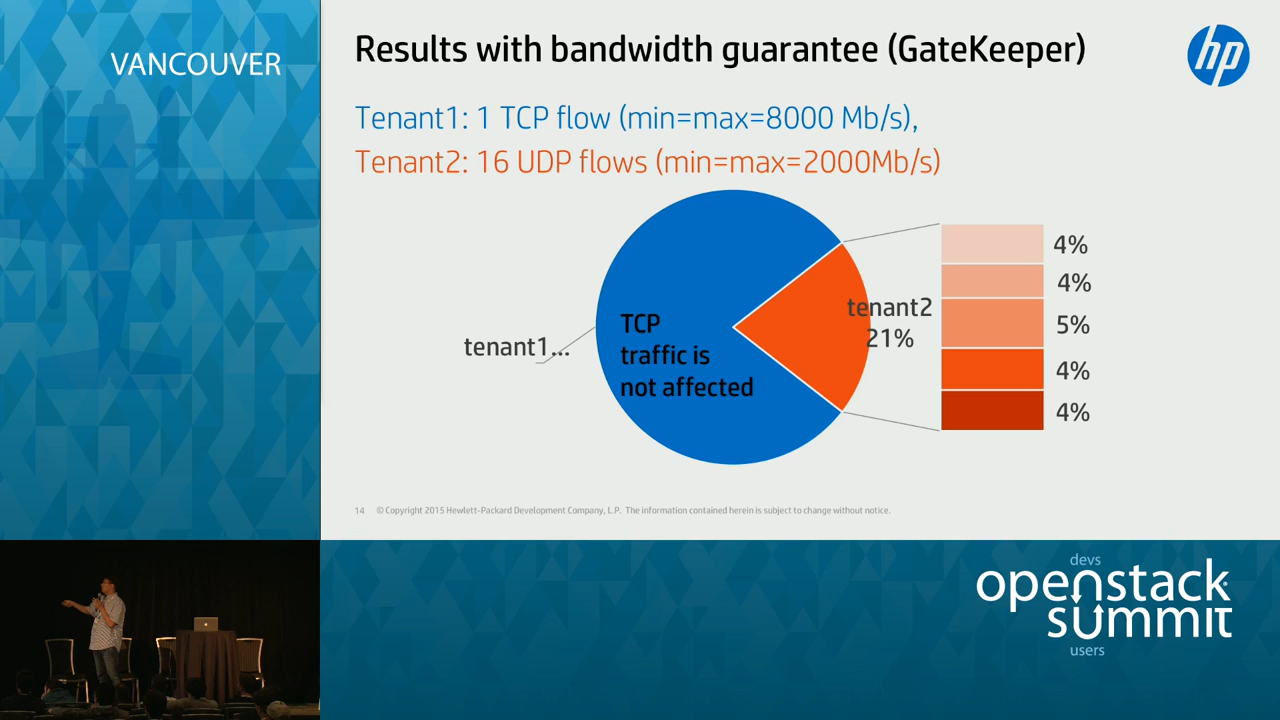 VANCOUVER
Results with bandwidth guarantee (GateKeeper)
hp
Tenant1: 1 TCP flow (min=max=8000 Mb/s),
Tenant2: 16 UDP flows (min=max=2000Mb/s)
tenant1...
TCP
traffic is
not affected
tenant2
21%
4%
4%
5%
4%
4%
14 © Copyright 2015 Hewlett-Packard Development Company, L.P. The information contained herein is subject to change without notice.
devs
openstack
summit
users